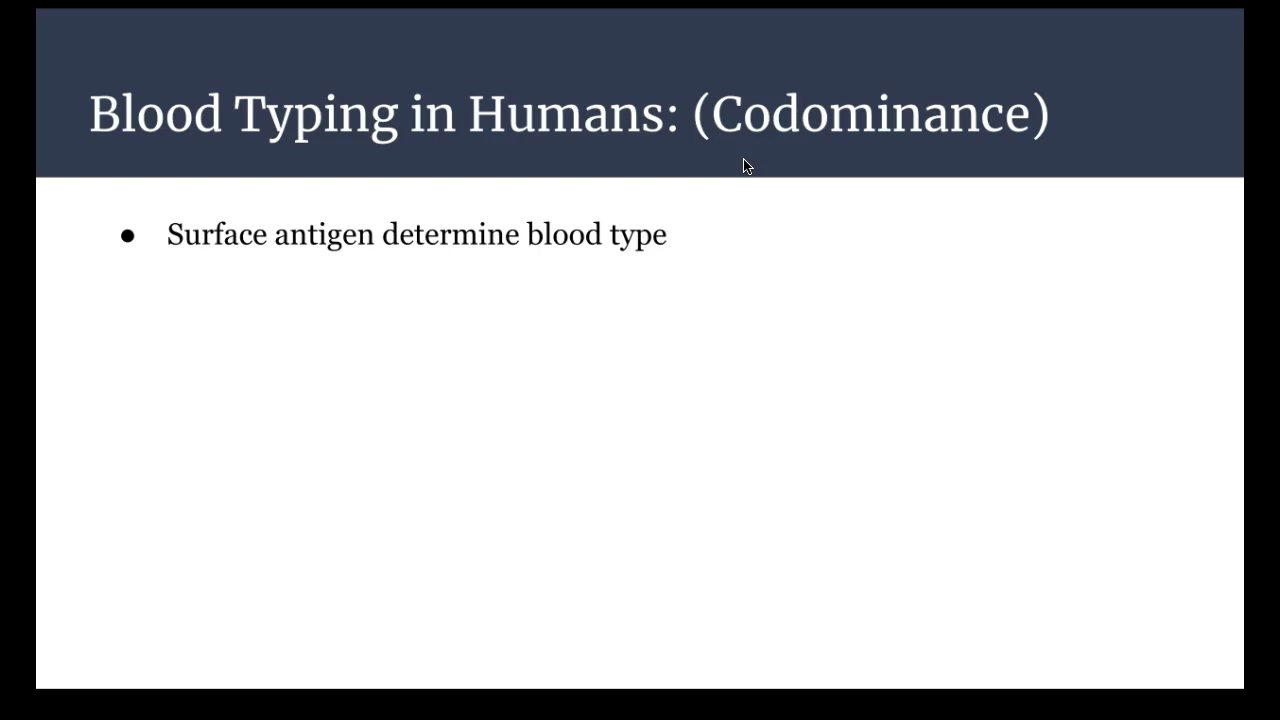 Blood Typing in Humans: (Codominance)
● Surface antigen determine blood type